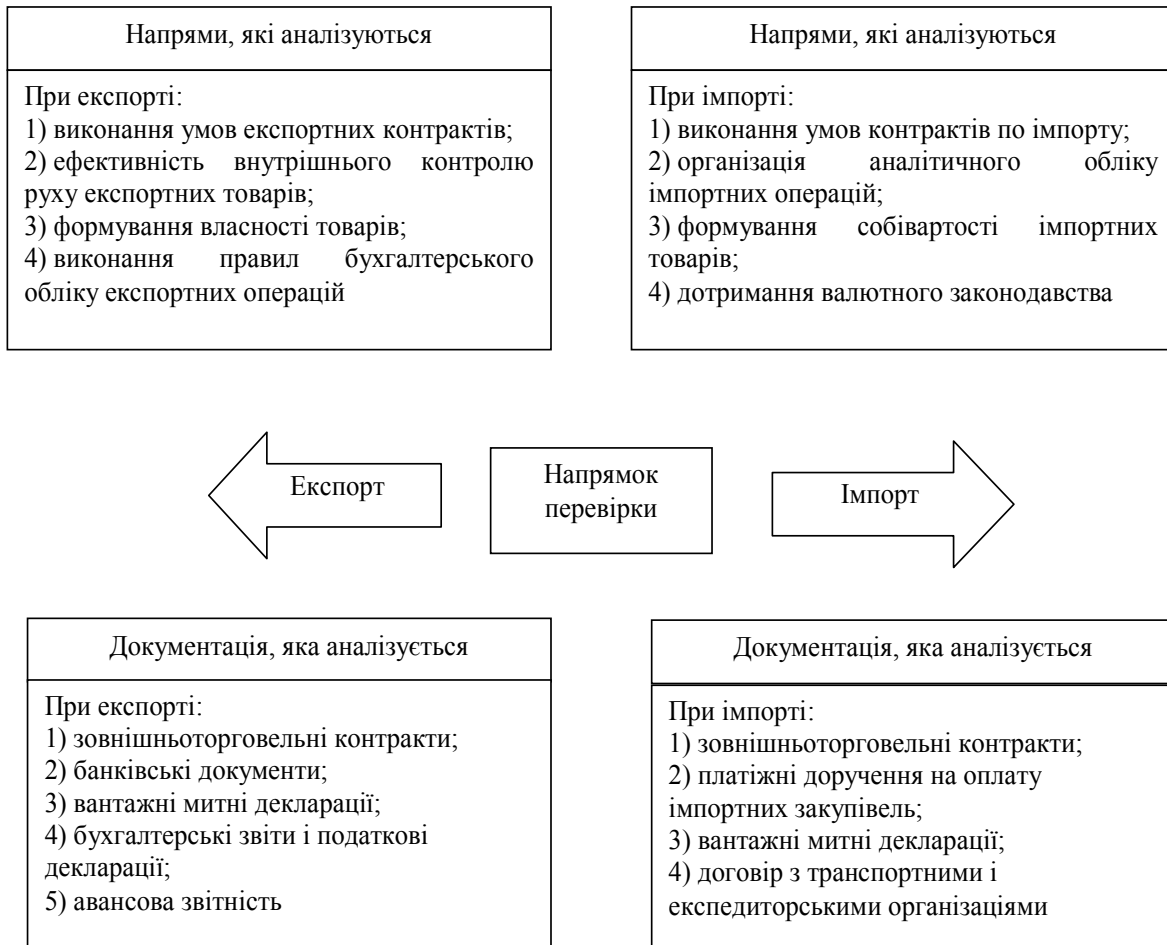 Напрями, які аналізуються
При експорті:
1) виконання умов експортних контрактів;
2) ефективність внутрішнього контролю
руху експортних товарів;
3) формування власності товарів;
4) виконання правил бухгалтерського
обліку експортних операцій
Напрями, які аналізуються
При імпорті:
1) виконання умов контрактів по імпорту;
2) організація аналітичного обліку
імпортних операцій;
3) формування собівартості імпортних
товарів;
4) дотримання валютного законодавства
Експорт
Напрямок
перевірки
Імпорт
Документація, яка аналізується
При експорті:
1) зовнішньоторговельні контракти;
2) банківські документи;
3) вантажні митні декларації;
4) бухгалтерські звіти і податкові
декларації;
5) авансова звітність
Документація, яка аналізується
При імпорті:
1) зовнішньоторговельні контракти;
2) платіжні доручення на оплату
імпортних закупівель;
3) вантажні митні декларації;
4) договір з транспортними і
експедиторськими організаціями